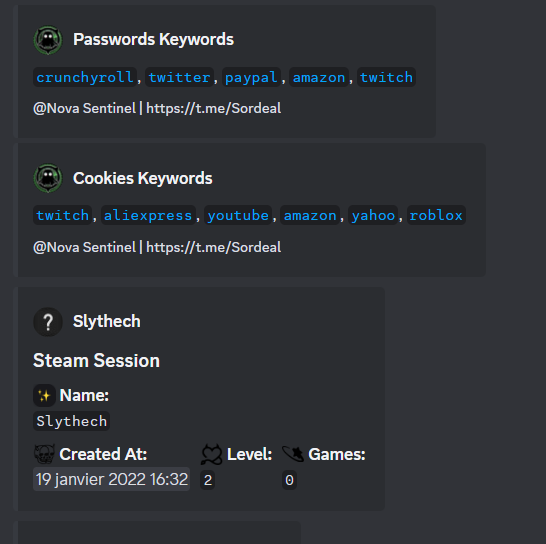 Passwords Keywords
crunchyroll, twitter, paypal, amazon, twitch
@Nova Sentinel | https://t.me/Sordeal
Cookies Keywords
twitch, aliexpress, youtube, amazon, yahoo, roblox
@Nova Sentinel | https://t.me/Sordeal
? Slythech
Steam Session
Name:
Slythech
Created At: Level: Games:
19 janvier 2022 16:32 2 0